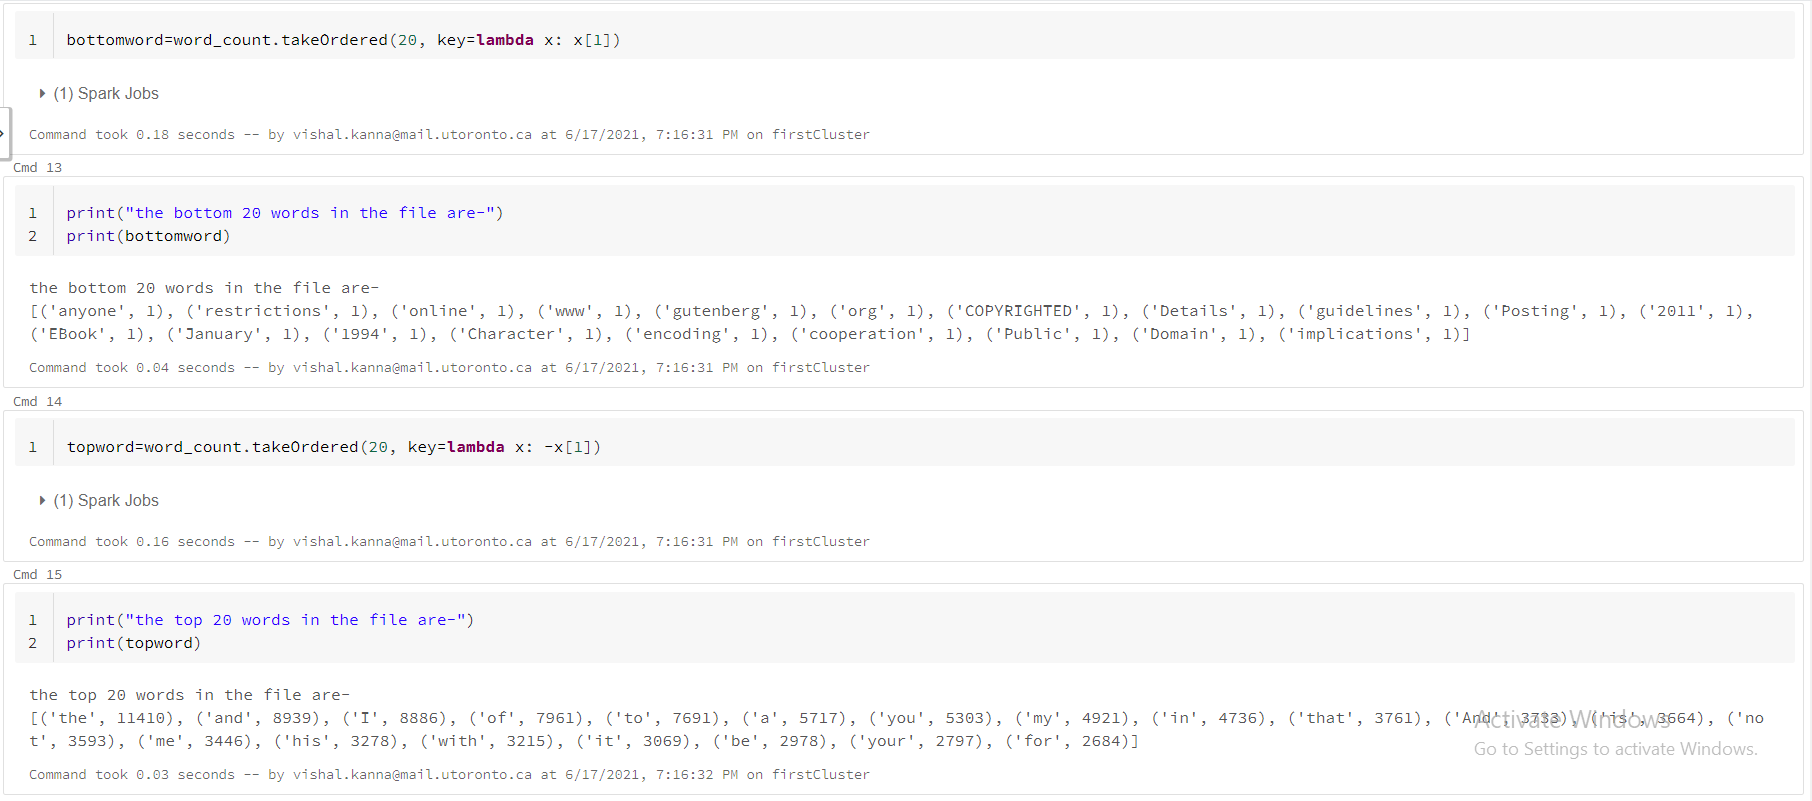 1 bottomword=word_count.takeOrdered(20, key=lambda x: x[1])
(1) Spark Jobs
Command took 0.18 seconds -- by vishal.kanna@mail.utoronto.ca at 6/17/2021, 7:16:31 PM on firstCluster
Cmd 13
1 print("the bottom 20 words in the file are-")
2 print(bottomword)
the bottom 20 words in the file are-
[('anyone', 1), ('restrictions', 1), ('online', 1), ('www', 1), ('gutenberg', 1), ('org', 1), ('COPYRIGHTED', 1), ('Details', 1), ('guidelines', 1), ('Posting', 1), ('2011', 1),
('EBook', 1), ('January', 1), ('1994', 1), ('Character', 1), ('encoding', 1), ('cooperation', 1), ('Public', 1), ('Domain', 1), ('implications', 1)]
Command took 0.04 seconds -- by vishal.kanna@mail.utoronto.ca at 6/17/2021, 7:16:31 PM on firstCluster
Cmd 14
1 topword=word_count.takeOrdered(20, key=lambda x: -x[1])
(1) Spark Jobs
Command took 0.16 seconds -- by vishal.kanna@mail.utoronto.ca at 6/17/2021, 7:16:31 PM on firstCluster
Cmd 15
1 print("the top 20 words in the file are-")
2 print(topword)
the top 20 words in the file are-
[('the', 11410), ('and', 8939), ('I', 8886), ('of', 7961), ('to', 7691), ('a', 5717), ('you', 5303), ('my', 4921), ('in', 4736), ('that', 3761), ('And', 3733), ('is', 3664), ('no
t', 3593), ('me', 3446), ('his', 3278), ('with', 3215), ('it', 3069), ('be', 2978), ('your', 2797), ('for', 2684)]
Activate Windows
Go to Settings to activate Windows.
Command took 0.03 seconds -- by vishal.kanna@mail.utoronto.ca at 6/17/2021, 7:16:32 PM on firstCluster